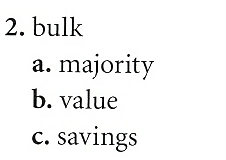 2. bulk
a. majority
b. value
c. savings